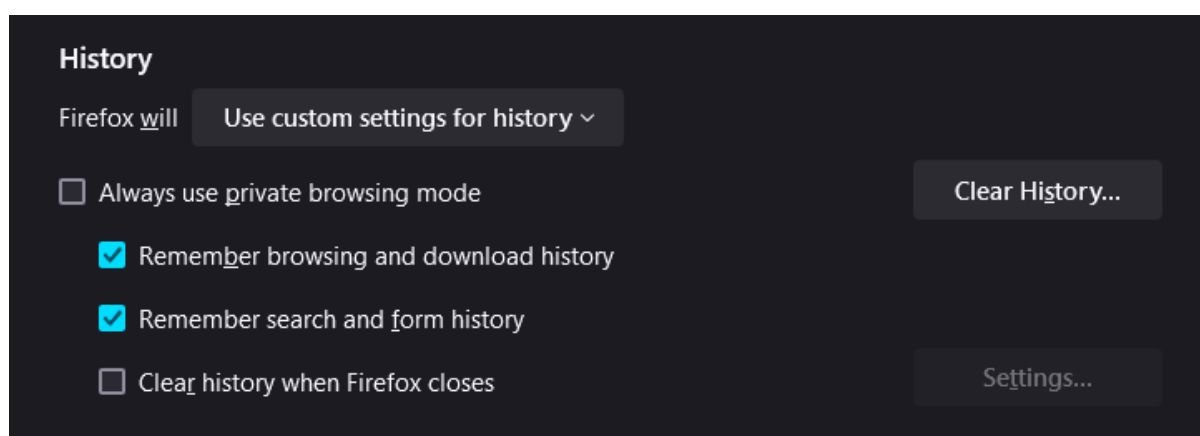 History
Firefox will Use custom settings for history
Always use private browsing mode Clear History...
Remember browsing and download history
Remember search and form history
Clear history when Firefox closes Settings...